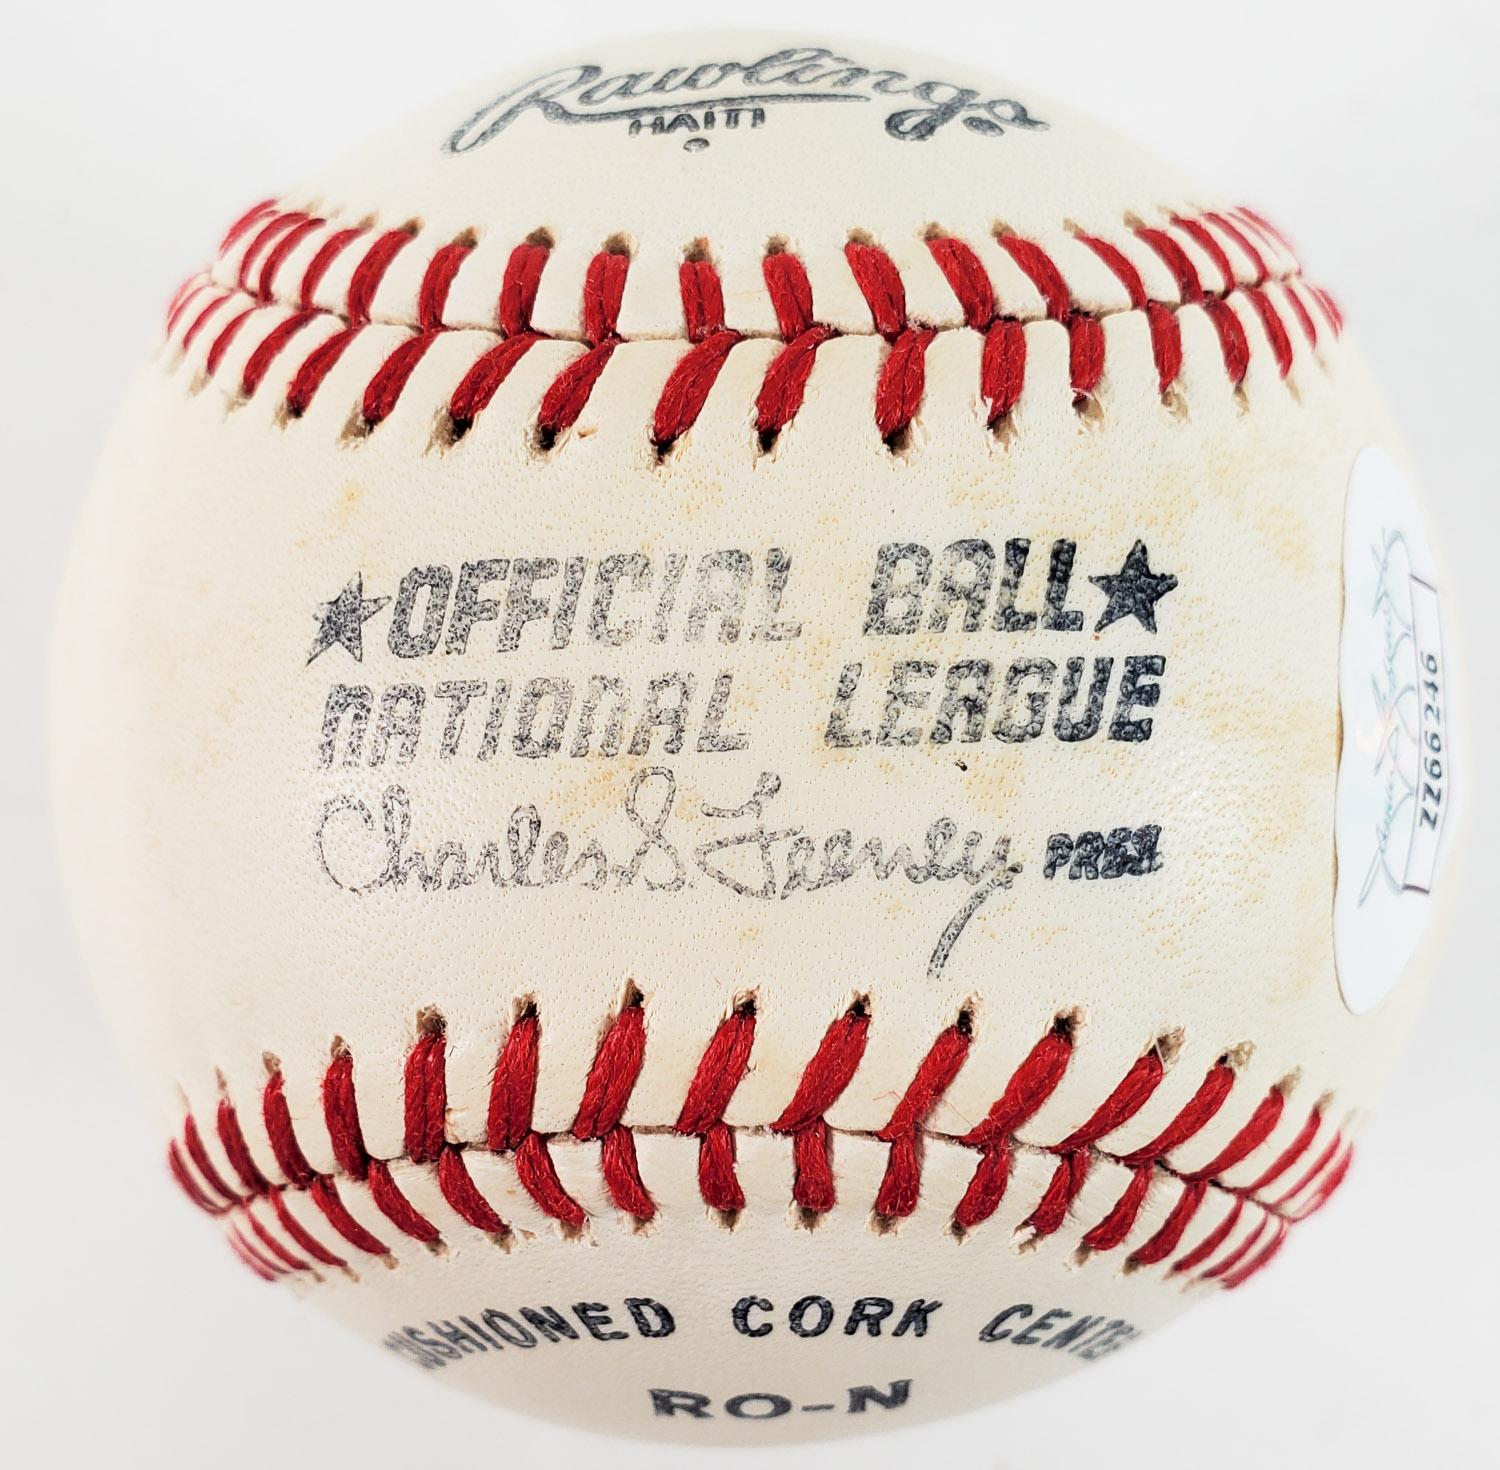 Rawlings
HAITI
★OFFICIAL BALL★
NATIONAL LEAGUE
Charles S. Feeney PRES.
ZZ66246
CUSHIONED CORK CENTER
RO-N